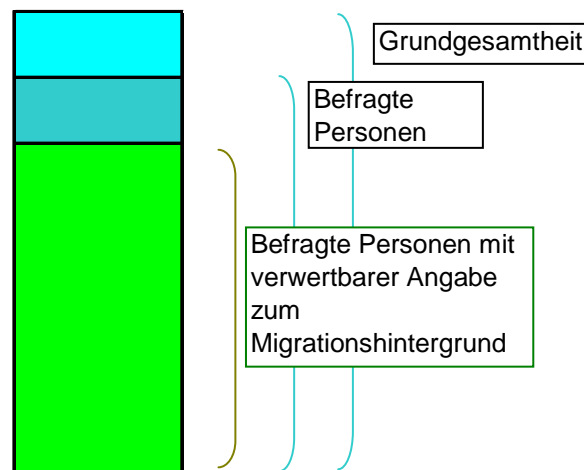 Grundgesamtheit
Befragte
Personen
Befragte Personen mit
verwertbarer Angabe
zum
Migrationshintergrund